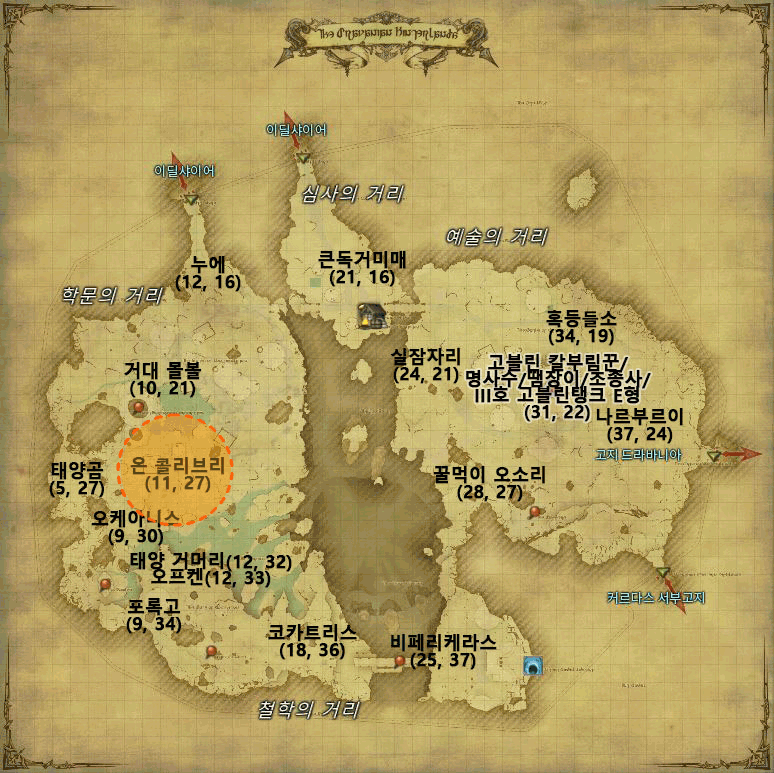 이딜샤이어
이딜샤이어
심사의 거리
예술의 거리
누에
(12, 16)
큰독거미매
(21, 16)
학문의 거리
혹등들소
(34, 19)
거대 몰볼
(10, 21)
실잠자리
(24, 21)
고블린 칼부림꾼/
명사수/땜장이/조종사/
III호 고블린탱크 E형
(31, 22)
나르부르이
(37, 24)
고지 드라바니아
온 콜리브리
(11, 27)
태양곰
(5, 27)
꿀먹이 오소리
(28, 27)
오케아니스
(9, 30)
태양 거머리(12, 32)
오프켄(12, 33)
포록고
(9, 34)
커르다스 서부고지
코카트리스
(18, 36)
비페리케라스
(25, 37)
철학의 거리